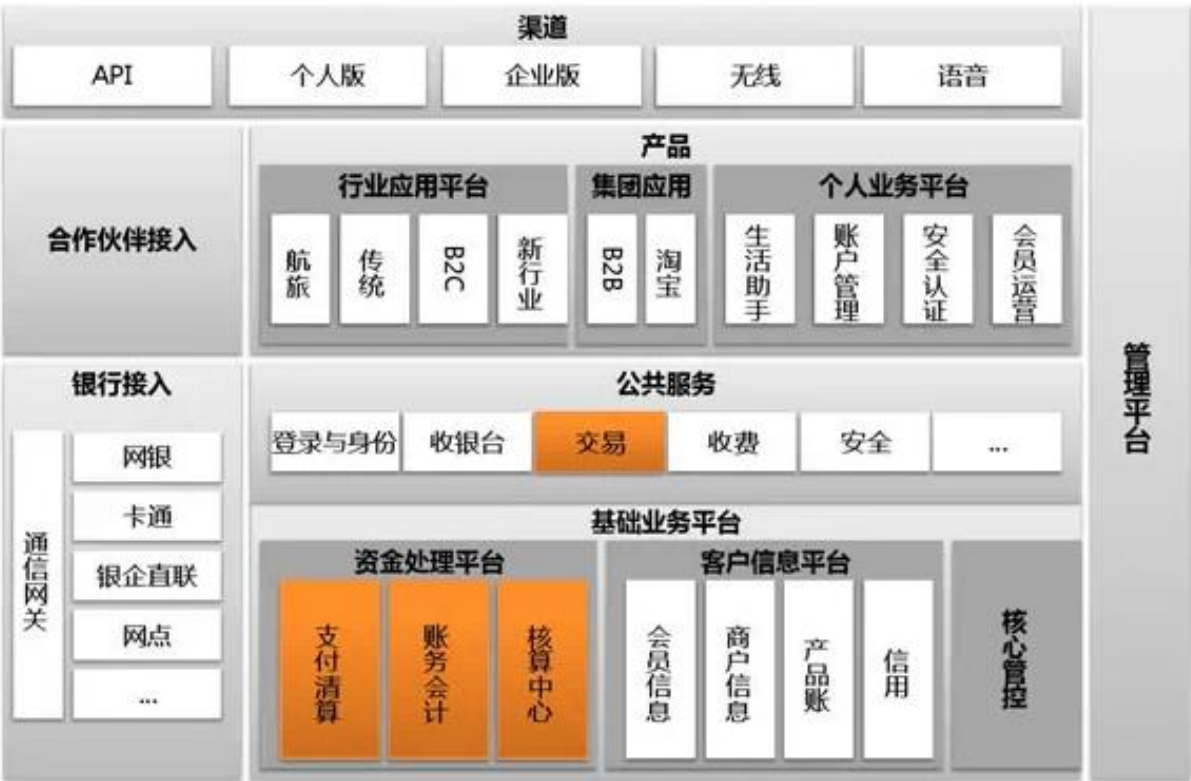 渠道
API
个人版
企业版
无线
语音
管理平台
合作伙伴接入
产品
行业应用平台
航旅
传统
B2C
新行业
集团应用
B2B
淘宝
个人业务平台
生活助手
账户管理
安全认证
会员运营
银行接入
通信网关
网银
卡通
银企直联
网点
...
公共服务
登录与身份
收银台
交易
收费
安全
...
基础业务平台
资金处理平台
支付清算
账务会计
核算中心
客户信息平台
会员信息
商户信息
产品账
信用
核心管控